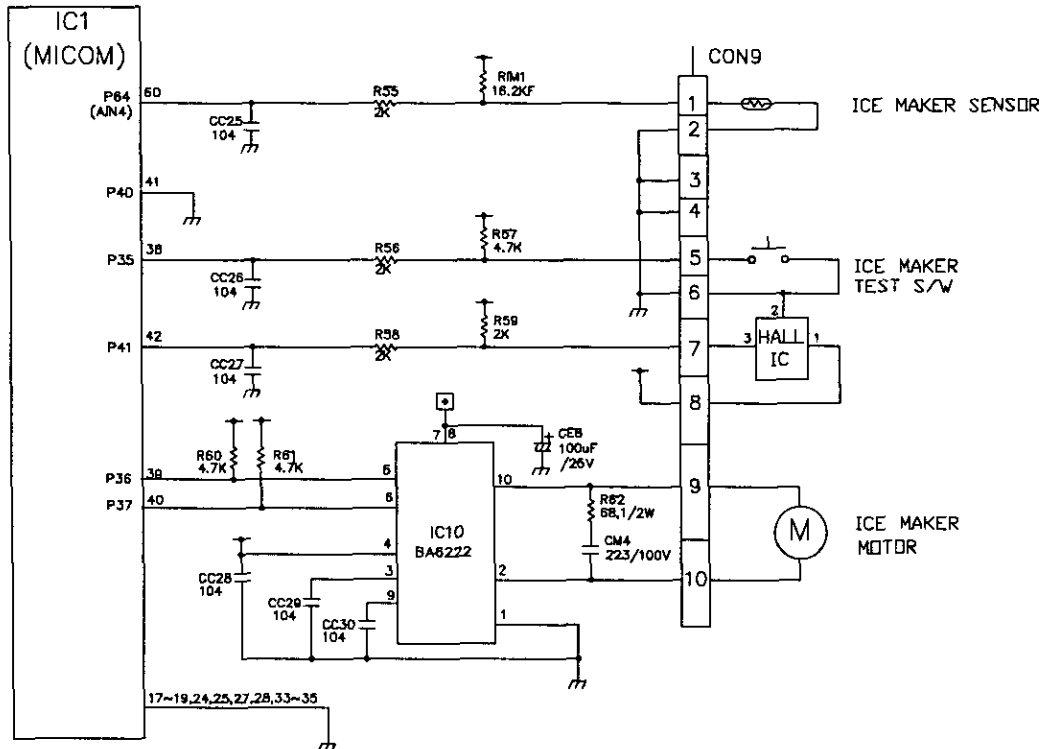 IC1
(MICOM)
P64
(AIN4)
60
CC25
104
R55
2K
RM1
16.2KF
CON9
1
2
3
4
5
6
7
8
9
10
ICE MAKER SENSOR
P40
41
P35
38
CC26
104
R56
2K
R57
4.7K
ICE MAKER
TEST S/W
P41
42
CC27
104
R58
2K
R59
2K
2
3
HALL
IC
1
7
8
CE8
100uF
/25V
+
R60
4.7K
R61
4.7K
P36
39
P37
40
5
6
4
3
9
IC10
BA6222
10
2
1
R62
68,1/2W
CM4
223/100V
M
ICE MAKER
MOTOR
CC28
104
CC29
104
CC30
104
17~19,24,25,27,28,33~35